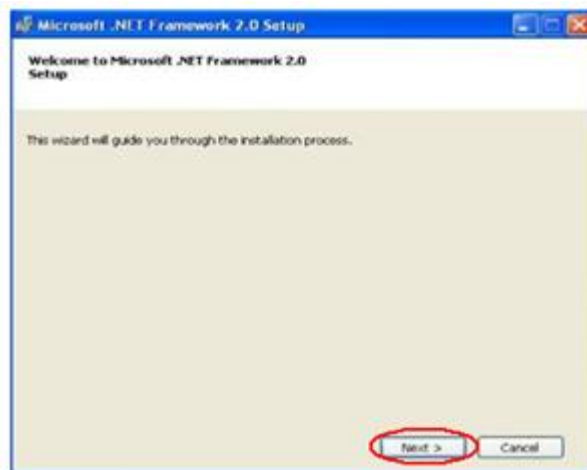 Microsoft .NET Framework 2.0 Setup
Welcome to Microsoft .NET Framework 2.0
Setup
This wizard will guide you through the installation process.
Next >
Cancel